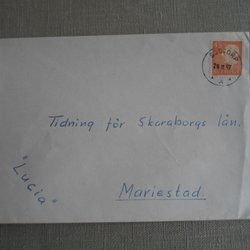 Tidning för Skaraborgs län.
"Lucia"
Mariestad.